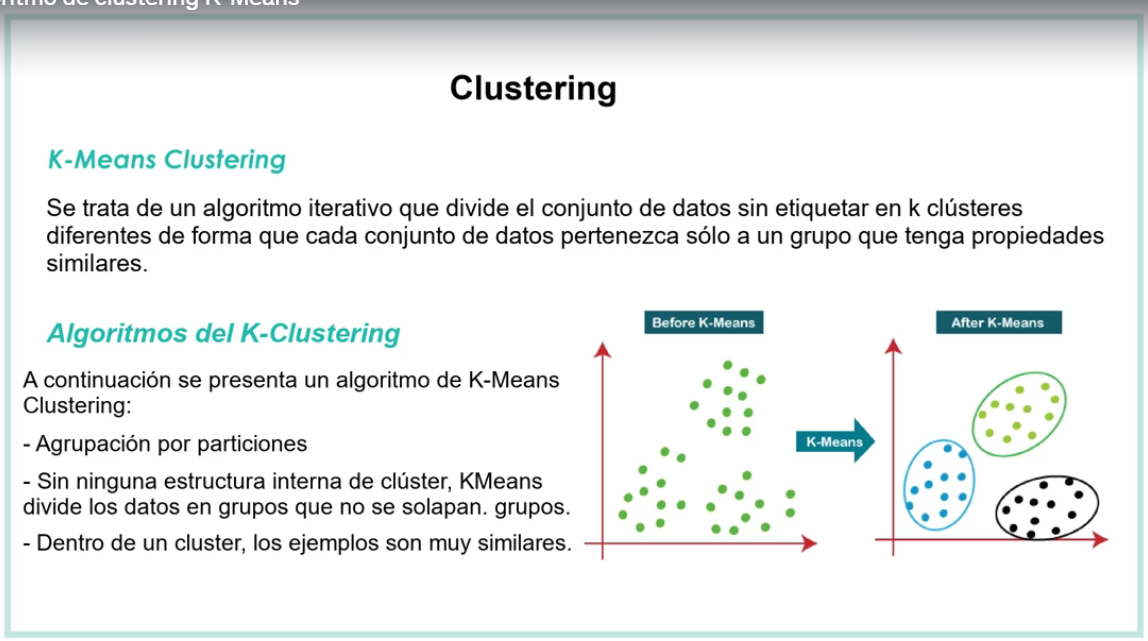 de clustering K-Means
Clustering
K-Means Clustering
Se trata de un algoritmo iterativo que divide el conjunto de datos sin etiquetar en k clústeres
diferentes de forma que cada conjunto de datos pertenezca sólo a un grupo que tenga propiedades
similares.
Algoritmos del K-Clustering
A continuación se presenta un algoritmo de K-Means
Clustering:
- Agrupación por particiones
- Sin ninguna estructura interna de clúster, KMeans
divide los datos en grupos que no se solapan. grupos.
- Dentro de un cluster, los ejemplos son muy similares.
Before K-Means
K-Means
After K-Means